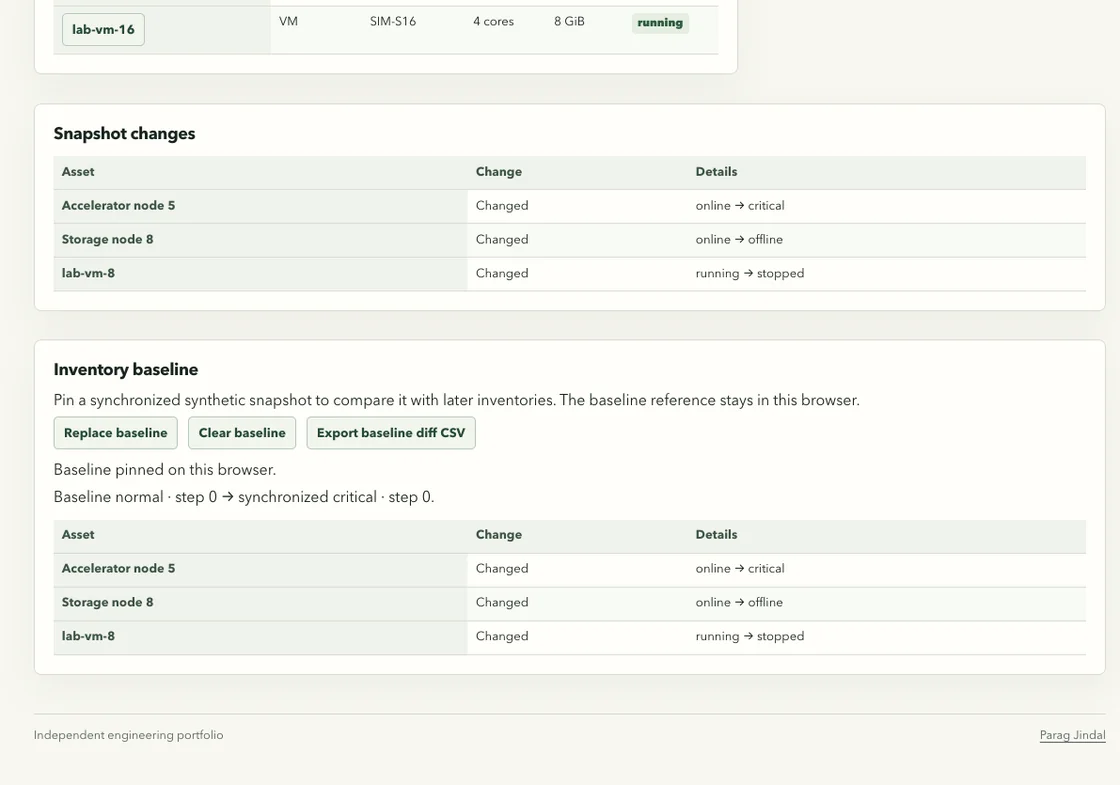 lab-vm-16 VM SIM-S16 4 cores 8 GiB running
Snapshot changes
Asset Change Details
Accelerator node 5 Changed online → critical
Storage node 8 Changed online → offline
lab-vm-8 Changed running → stopped
Inventory baseline
Pin a synchronized synthetic snapshot to compare it with later inventories. The baseline reference stays in this browser.
Replace baseline Clear baseline Export baseline diff CSV
Baseline pinned on this browser.
Baseline normal · step 0 → synchronized critical · step 0.
Asset Change Details
Accelerator node 5 Changed online → critical
Storage node 8 Changed online → offline
lab-vm-8 Changed running → stopped
Independent engineering portfolio Parag Jindal